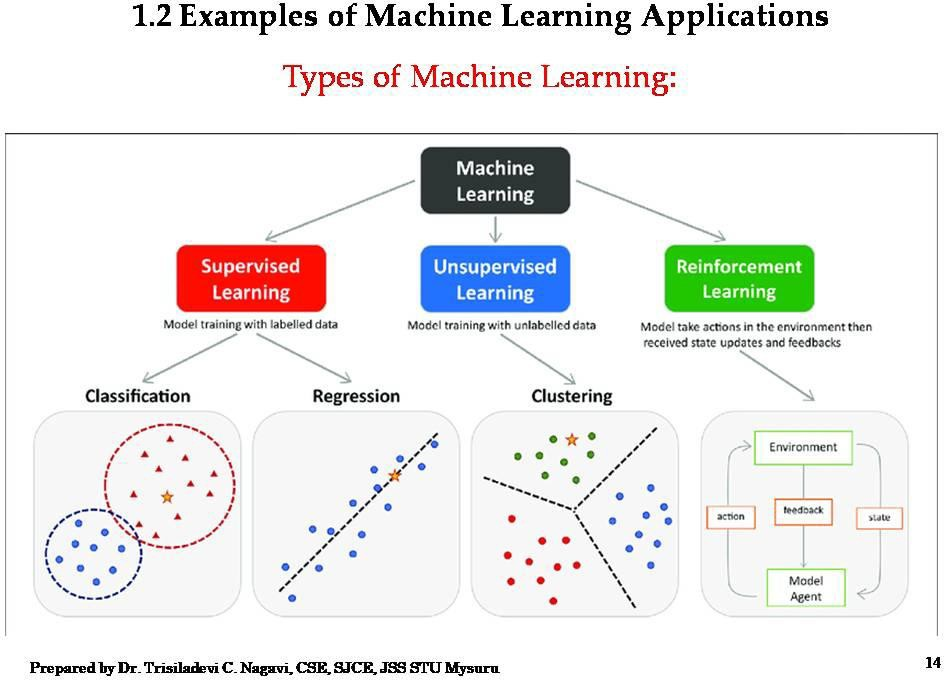 1.2 Examples of Machine Learning Applications
Types of Machine Learning:
Machine
Learning
Supervised
Learning
Unsupervised
Learning
Reinforcement
Learning
Model training with labelled data
Model training with unlabelled data
Model take actions in the environment then
received state updates and feedbacks
Classification
Regression
Clustering
Environment
action
feedback
state
Model
Agent
Prepared by Dr. Trisiladevi C. Nagavi, CSE, SJCE, JSS STU Mysuru
14